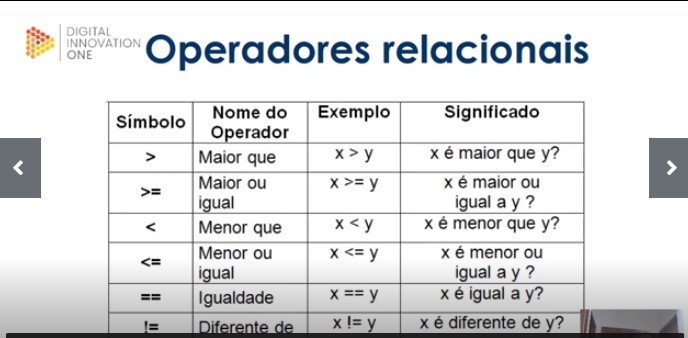 DIGITAL
INNOVATION
ONE
Operadores relacionais
Símbolo Nome do Operador Exemplo Significado
> Maior que x > y x é maior que y?
>= Maior ou igual x >= y x é maior ou igual a y ?
< Menor que x < y x é menor que y?
<= Menor ou igual x <= y x é menor ou igual a y ?
== Igualdade x == y x é igual a y?
!= Diferente de x != y x é diferente de y?